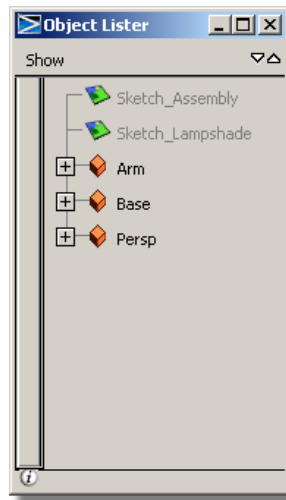 Object Lister
Show
Sketch_Assembly
Sketch_Lampshade
Arm
Base
Persp